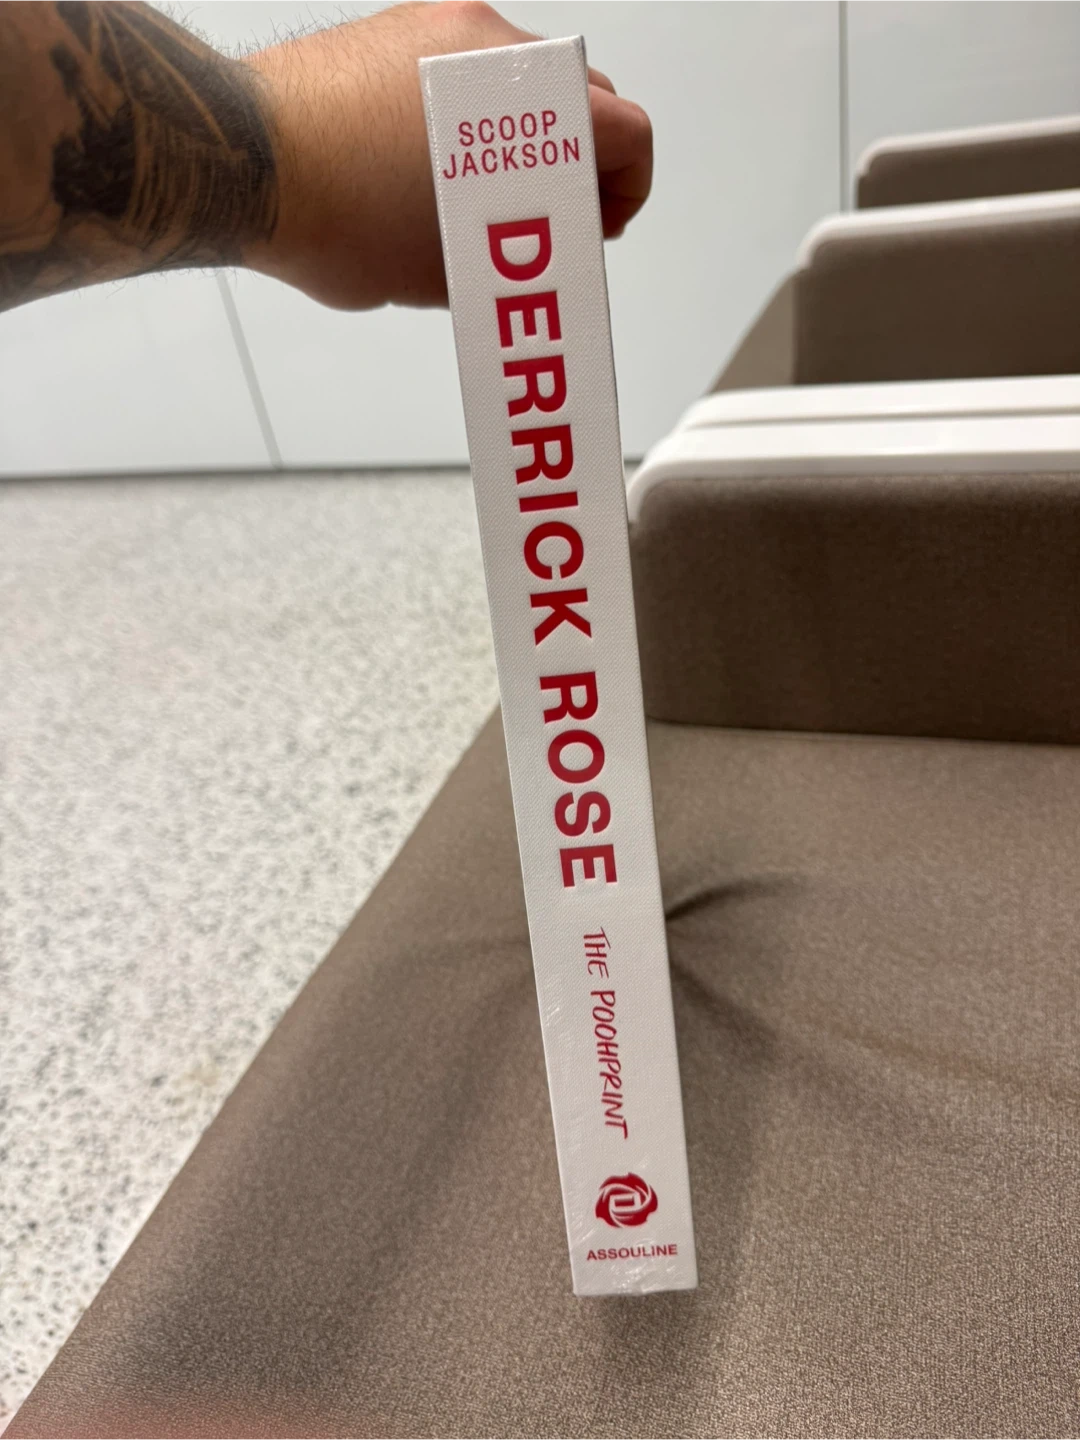 SCOOP
JACKSON
DERRICK ROSE
THE POOHPRINT
ASSOULINE